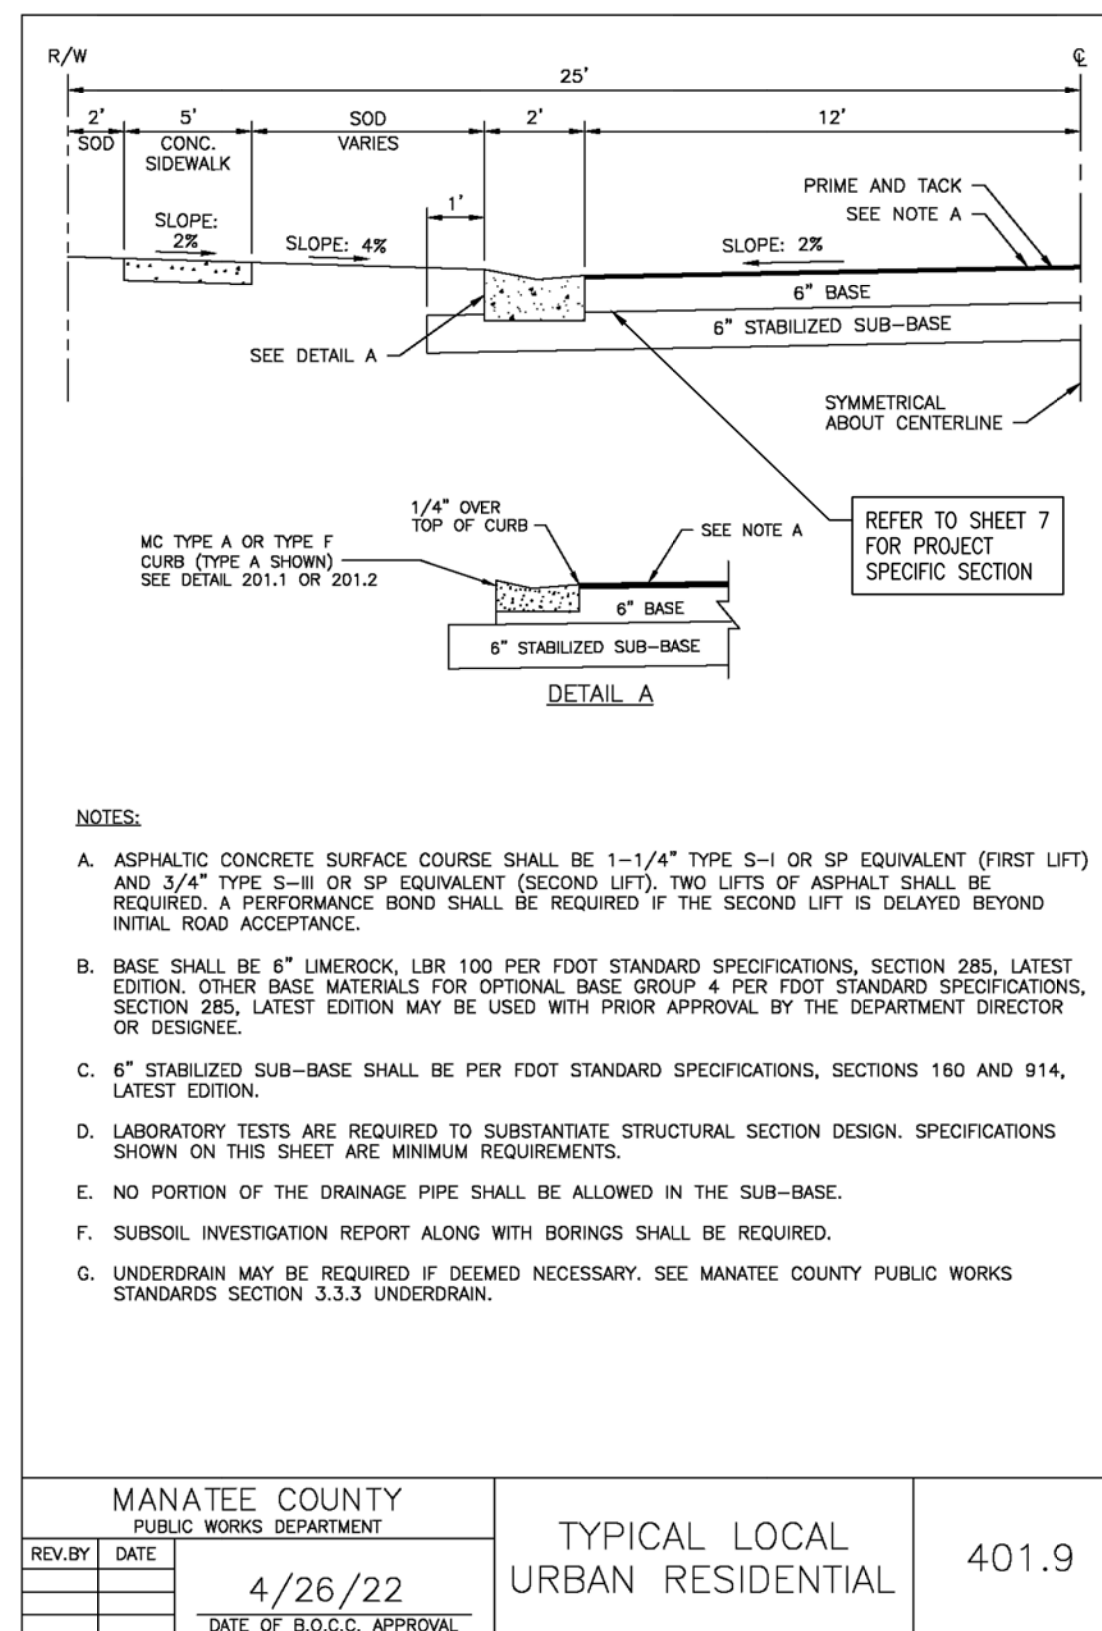 R/W
℄
25'
2'
5'
SOD
2'
12'
SOD
CONC.
VARIES
SIDEWALK
PRIME AND TACK
1'
SEE NOTE A
SLOPE:
2%
SLOPE: 4%
SLOPE: 2%
6" BASE
6" STABILIZED SUB-BASE
SEE DETAIL A
SYMMETRICAL
ABOUT CENTERLINE
1/4" OVER
TOP OF CURB
SEE NOTE A
REFER TO SHEET 7
FOR PROJECT
SPECIFIC SECTION
MC TYPE A OR TYPE F
CURB (TYPE A SHOWN)
SEE DETAIL 201.1 OR 201.2
6" BASE
6" STABILIZED SUB-BASE
DETAIL A
NOTES:
A. ASPHALTIC CONCRETE SURFACE COURSE SHALL BE 1-1/4" TYPE S-I OR SP EQUIVALENT (FIRST LIFT)
AND 3/4" TYPE S-III OR SP EQUIVALENT (SECOND LIFT). TWO LIFTS OF ASPHALT SHALL BE
REQUIRED. A PERFORMANCE BOND SHALL BE REQUIRED IF THE SECOND LIFT IS DELAYED BEYOND
INITIAL ROAD ACCEPTANCE.
B. BASE SHALL BE 6" LIMEROCK, LBR 100 PER FDOT STANDARD SPECIFICATIONS, SECTION 285, LATEST
EDITION. OTHER BASE MATERIALS FOR OPTIONAL BASE GROUP 4 PER FDOT STANDARD SPECIFICATIONS,
SECTION 285, LATEST EDITION MAY BE USED WITH PRIOR APPROVAL BY THE DEPARTMENT DIRECTOR
OR DESIGNEE.
C. 6" STABILIZED SUB-BASE SHALL BE PER FDOT STANDARD SPECIFICATIONS, SECTIONS 160 AND 914,
LATEST EDITION.
D. LABORATORY TESTS ARE REQUIRED TO SUBSTANTIATE STRUCTURAL SECTION DESIGN. SPECIFICATIONS
SHOWN ON THIS SHEET ARE MINIMUM REQUIREMENTS.
E. NO PORTION OF THE DRAINAGE PIPE SHALL BE ALLOWED IN THE SUB-BASE.
F. SUBSOIL INVESTIGATION REPORT ALONG WITH BORINGS SHALL BE REQUIRED.
G. UNDERDRAIN MAY BE REQUIRED IF DEEMED NECESSARY. SEE MANATEE COUNTY PUBLIC WORKS
STANDARDS SECTION 3.3.3 UNDERDRAIN.
MANATEE COUNTY
PUBLIC WORKS DEPARTMENT
REV.BY DATE
4/26/22
DATE OF B.O.C.C. APPROVAL
TYPICAL LOCAL
URBAN RESIDENTIAL
401.9